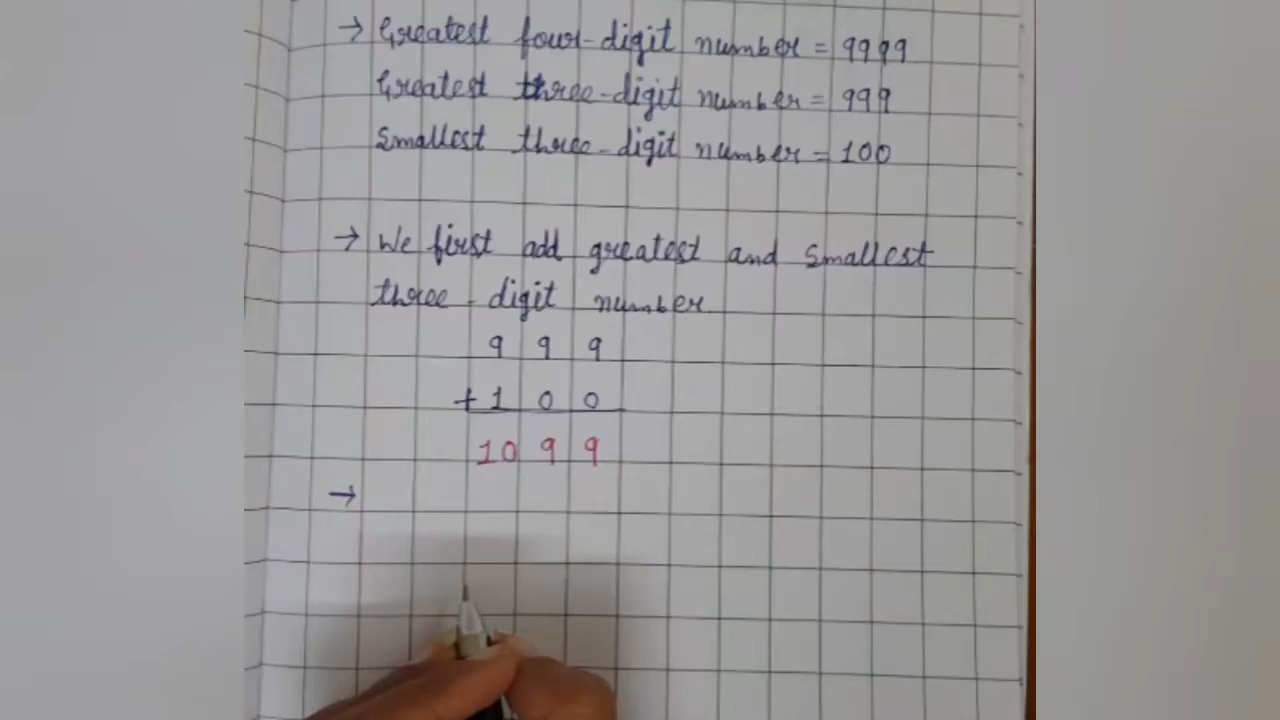 → Greatest four-digit number = 9999
Greatest three-digit number = 999
Smallest three-digit number = 100
→ We first add greatest and smallest
three-digit number
9 9 9
+ 1 0 0
10 9 9
→